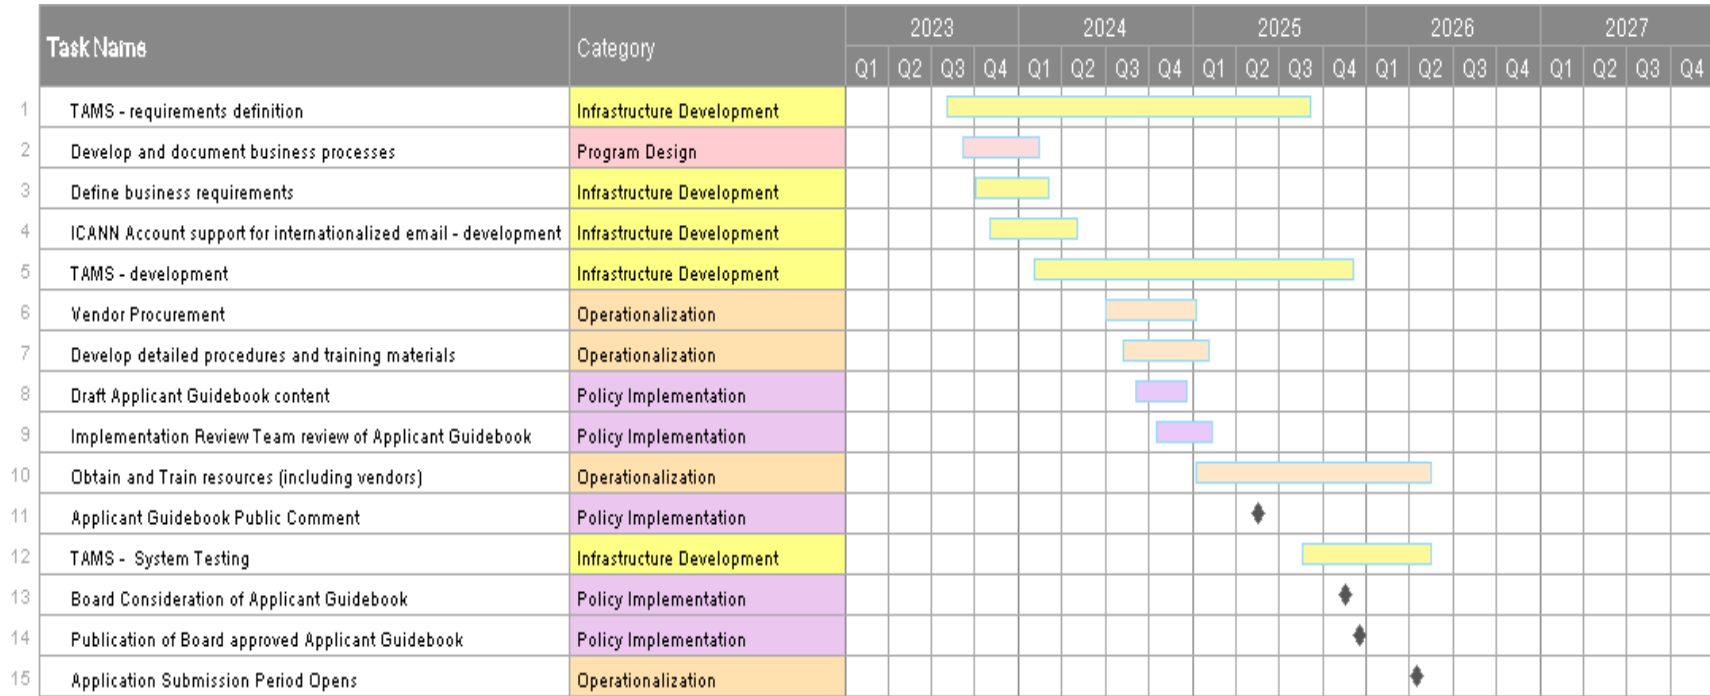 Task Name Category 2023 2024 2025 2026 2027
Q1 Q2 Q3 Q4 Q1 Q2 Q3 Q4 Q1 Q2 Q3 Q4 Q1 Q2 Q3 Q4 Q1 Q2 Q3 Q4
1 TAMS - requirements definition Infrastructure Development
2 Develop and document business processes Program Design
3 Define business requirements Infrastructure Development
4 ICANN Account support for internationalized email - development Infrastructure Development
5 TAMS - development Infrastructure Development
6 Vendor Procurement Operationalization
7 Develop detailed procedures and training materials Operationalization
8 Draft Applicant Guidebook content Policy Implementation
9 Implementation Review Team review of Applicant Guidebook Policy Implementation
10 Obtain and Train resources (including vendors) Operationalization
11 Applicant Guidebook Public Comment Policy Implementation
12 TAMS - System Testing Infrastructure Development
13 Board Consideration of Applicant Guidebook Policy Implementation
14 Publication of Board approved Applicant Guidebook Policy Implementation
15 Application Submission Period Opens Operationalization